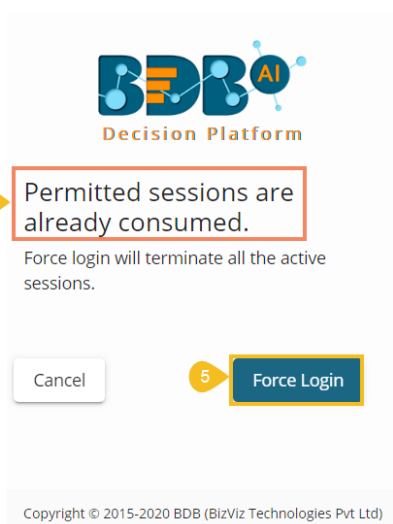 BDB AI
Decision Platform
Permitted sessions are
already consumed.
Force login will terminate all the active
sessions.
Cancel
5
Force Login
Copyright © 2015-2020 BDB (BizViz Technologies Pvt Ltd)